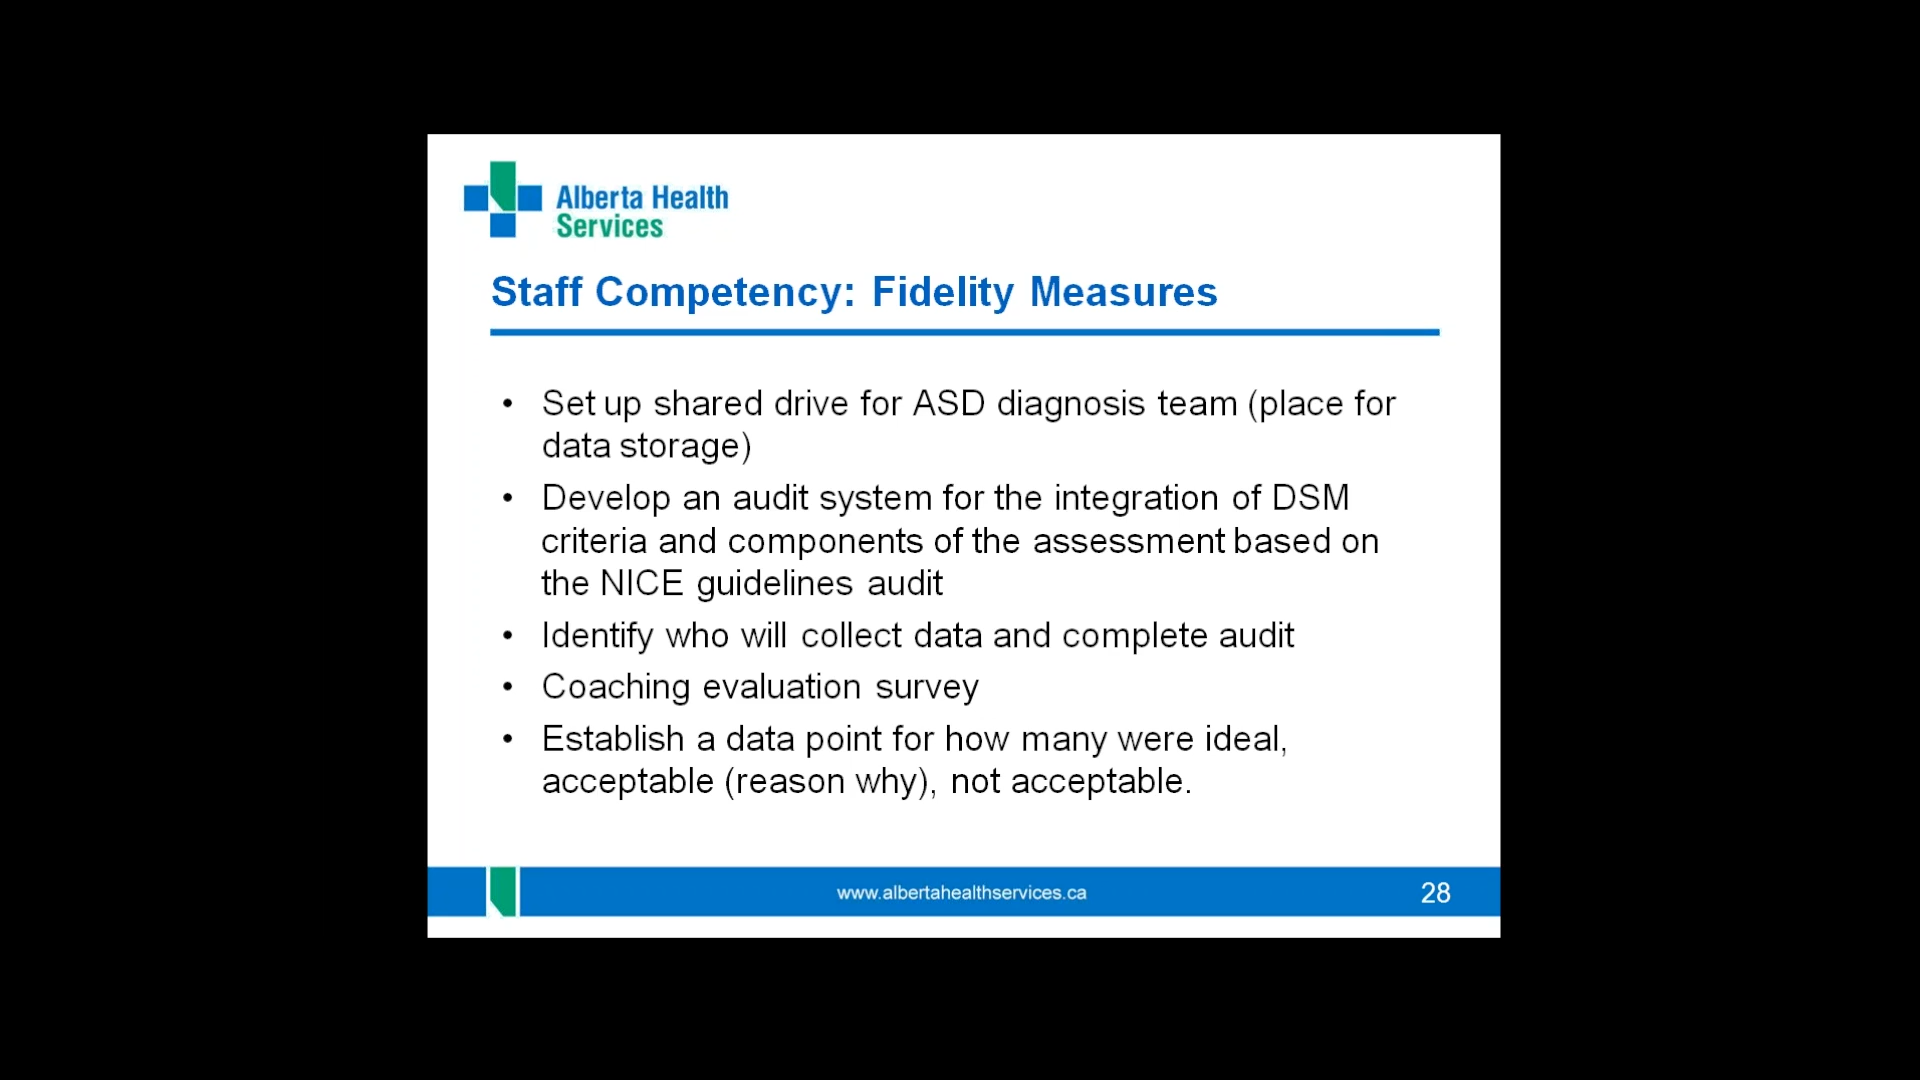 Alberta Health
Services
Staff Competency: Fidelity Measures
• Set up shared drive for ASD diagnosis team (place for
data storage)
• Develop an audit system for the integration of DSM
criteria and components of the assessment based on
the NICE guidelines audit
• Identify who will collect data and complete audit
• Coaching evaluation survey
• Establish a data point for how many were ideal,
acceptable (reason why), not acceptable.
www.albertahealthservices.ca
28